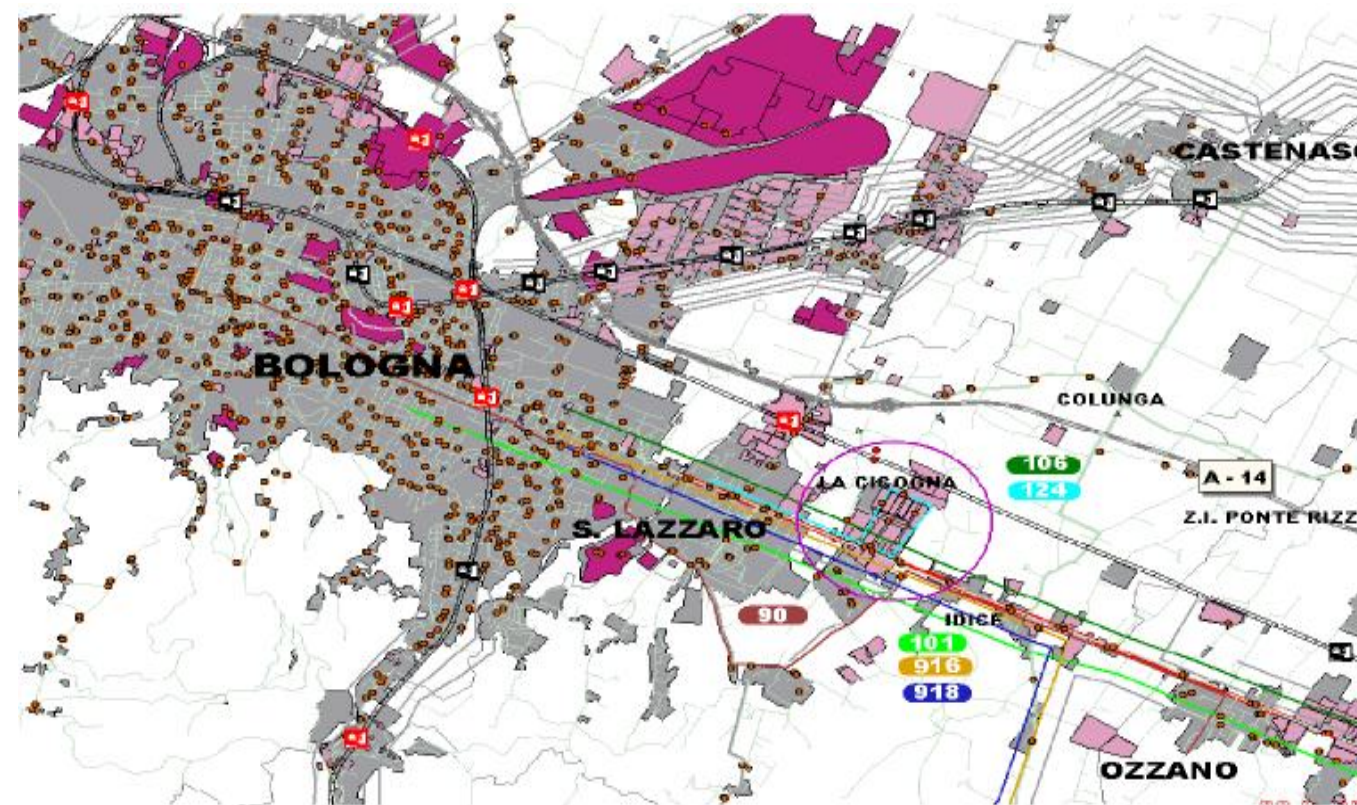 CASTENASO
BOLOGNA
COLUNGA
106
124
A - 14
LA CICOGNA
Z.I. PONTE RIZZ
S. LAZZARO
90
IDICE
101
916
918
OZZANO